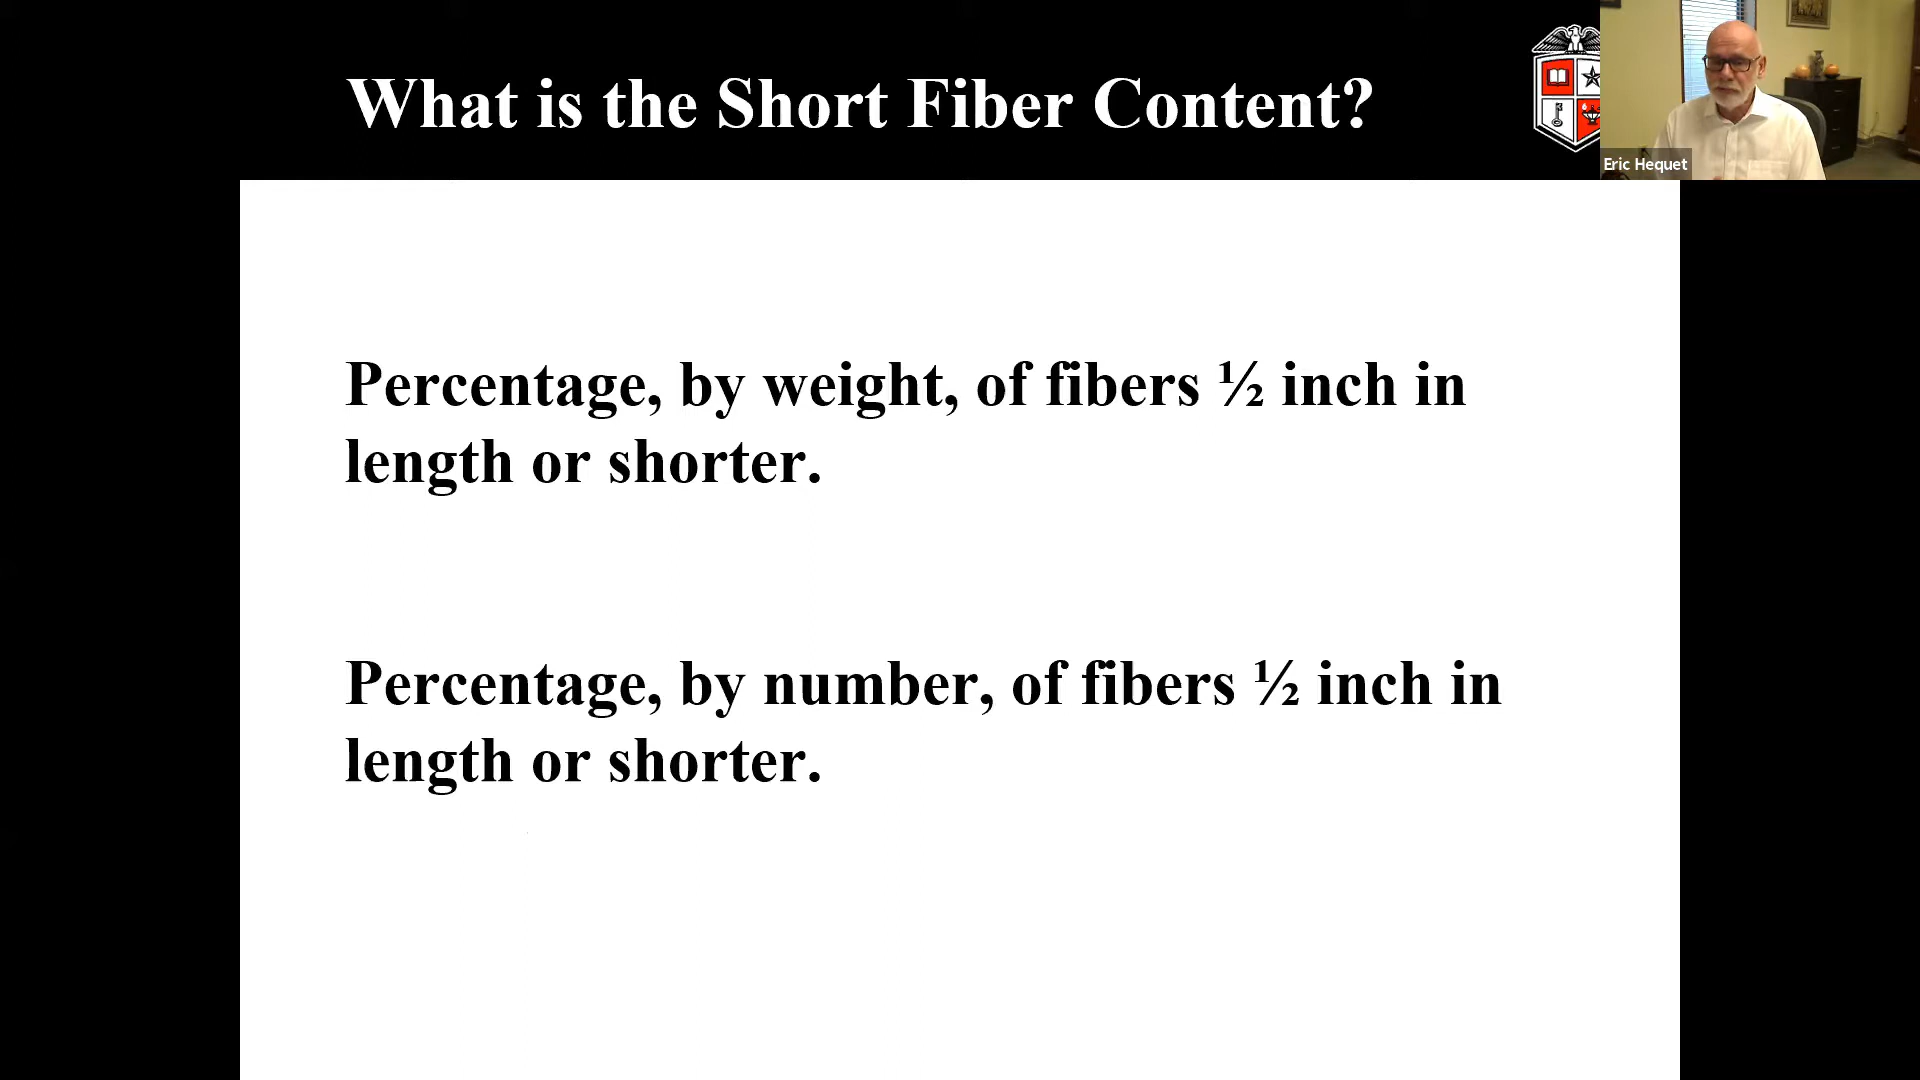 What is the Short Fiber Content?
Eric Hequet
Percentage, by weight, of fibers ½ inch in
length or shorter.
Percentage, by number, of fibers ½ inch in
length or shorter.